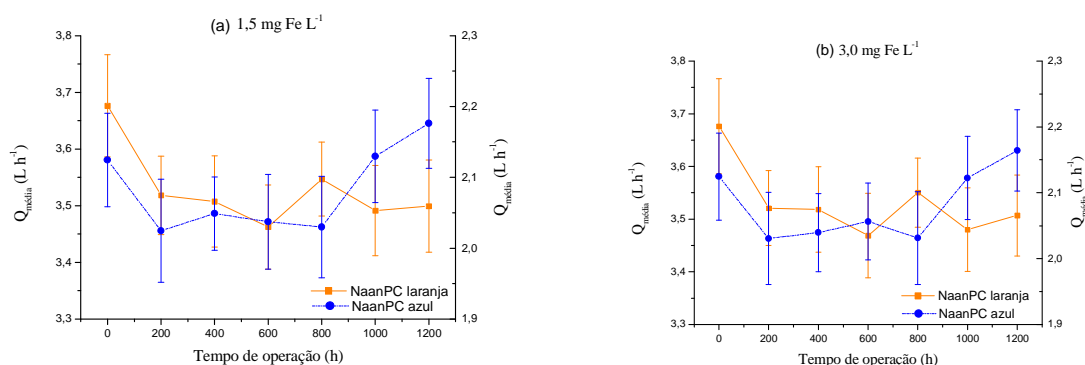 (a) 1,5 mg Fe L-1
3,8
3,7
3,6
3,5
3,4
3,3
Qmédia (L h-1)
2,3
2,2
2,1
2,0
1,9
Qmédia (L h-1)
NaanPC laranja
NaanPC azul
0 200 400 600 800 1000 1200
Tempo de operação (h)
(b) 3,0 mg Fe L-1
3,8
3,7
3,6
3,5
3,4
3,3
Qmédia (L h-1)
2,3
2,2
2,1
2,0
1,9
Qmédia (L h-1)
NaanPC laranja
NaanPC azul
0 200 400 600 800 1000 1200
Tempo de operação (h)